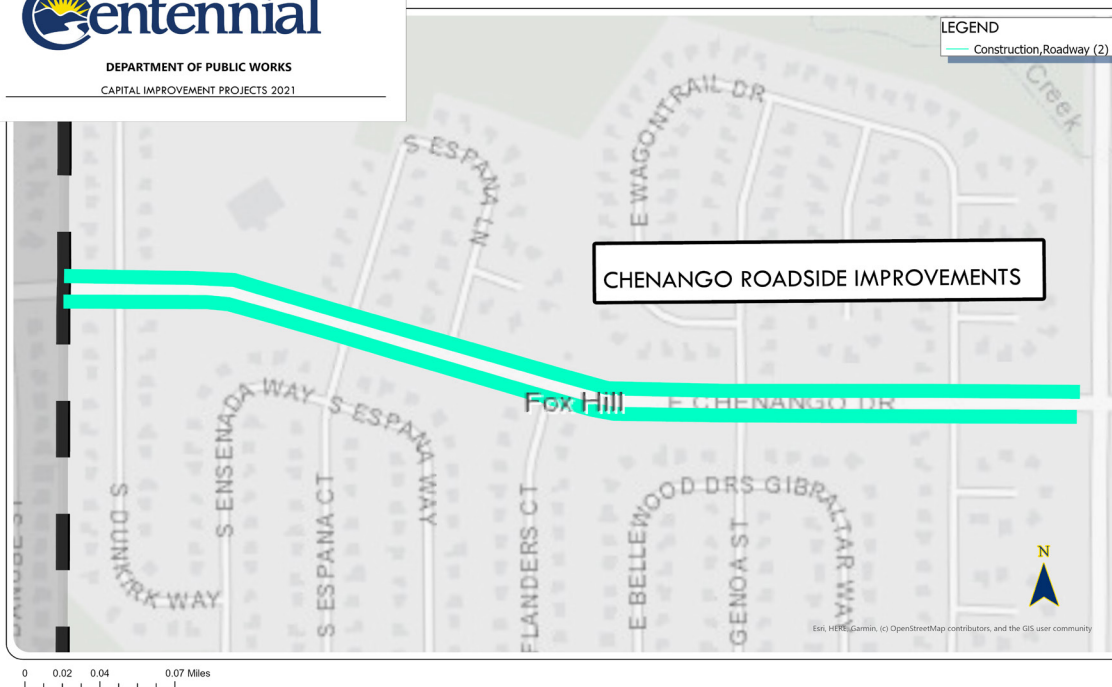 entennial
DEPARTMENT OF PUBLIC WORKS
CAPITAL IMPROVEMENT PROJECTS 2021
LEGEND
Construction,Roadway (2)
Creek
E WAGONTRAIL DR
S ESPANA LN
CHENANGO ROADSIDE IMPROVEMENTS
Fox Hill
E CHENANGO DR
S ENSENADA WAY
S ESPANA WAY
S DUNKIRK WAY
S ESPANA CT
FLANDERS CT
E BELLEWOOD DR
S GIBRALTAR WAY
GENOA ST
DANUBE ST
N
Esri, HERE, Garmin, (c) OpenStreetMap contributors, and the GIS user community
0 0.02 0.04 0.07 Miles